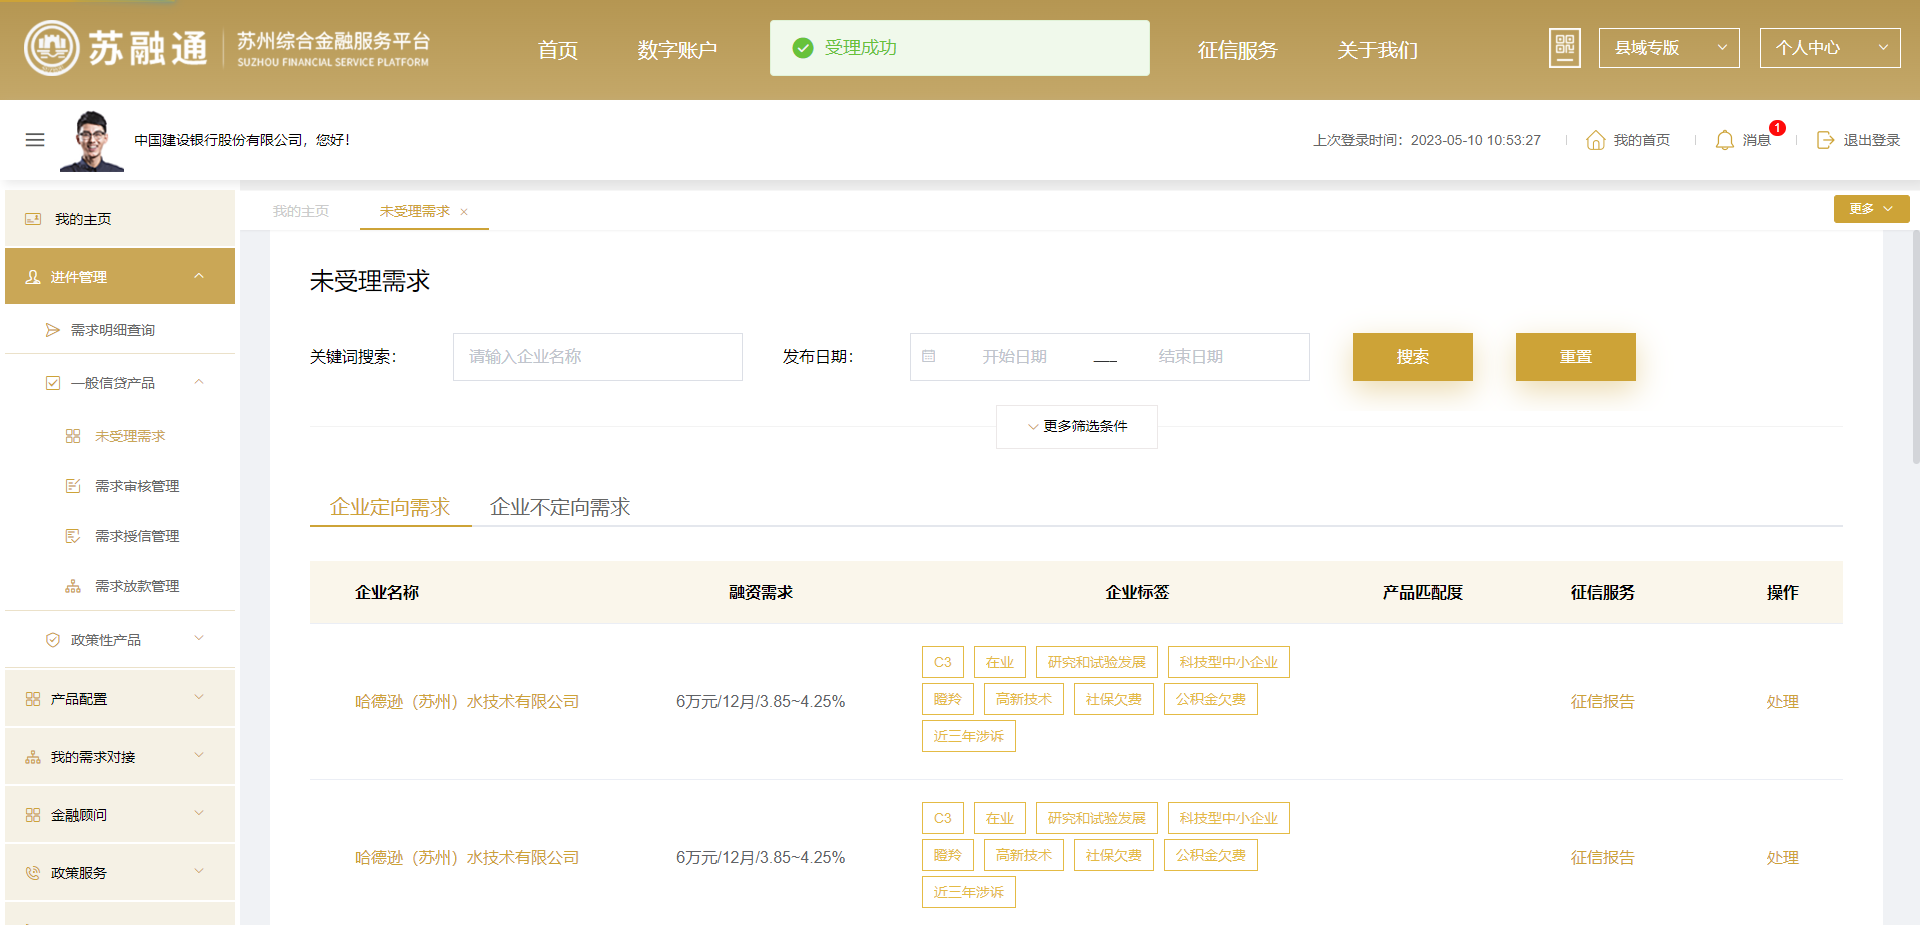 苏融通 苏州综合金融服务平台
SUZHOU FINANCIAL SERVICE PLATFORM
首页 数字账户 受理成功 征信服务 关于我们 县域专版 个人中心
中国建设银行股份有限公司，您好！ 上次登录时间：2023-05-10 10:53:27 我的首页 消息 1 退出登录
我的主页
进件管理
需求明细查询
一般信贷产品
未受理需求
需求审核管理
需求授信管理
需求放款管理
政策性产品
产品配置
我的需求对接
金融顾问
政策服务
我的主页 未受理需求 × 更多
未受理需求
关键词搜索： 请输入企业名称 发布日期： 开始日期 —— 结束日期 搜索 重置
更多筛选条件
企业定向需求 企业不定向需求
企业名称 融资需求 企业标签 产品匹配度 征信服务 操作
C3 在业 研究和试验发展 科技型中小企业
哈德逊（苏州）水技术有限公司 6万元/12月/3.85~4.25% 瞪羚 高新技术 社保欠费 公积金欠费 征信报告 处理
近三年涉诉
C3 在业 研究和试验发展 科技型中小企业
哈德逊（苏州）水技术有限公司 6万元/12月/3.85~4.25% 瞪羚 高新技术 社保欠费 公积金欠费 征信报告 处理
近三年涉诉